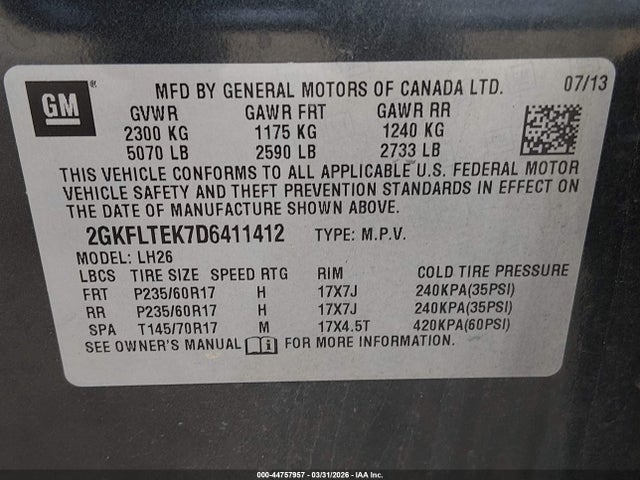 GM ®
MFD BY GENERAL MOTORS OF CANADA LTD. 07/13
GVWR GAWR FRT GAWR RR
2300 KG 1175 KG 1240 KG
5070 LB 2590 LB 2733 LB
THIS VEHICLE CONFORMS TO ALL APPLICABLE U.S. FEDERAL MOTOR
VEHICLE SAFETY AND THEFT PREVENTION STANDARDS IN EFFECT ON
THE DATE OF MANUFACTURE SHOWN ABOVE.
2GKFLTEK7D6411412 TYPE: M.P.V.
MODEL: LH26
LBCS TIRE SIZE SPEED RTG RIM COLD TIRE PRESSURE
FRT P235/60R17 H 17X7J 240KPA(35PSI)
RR P235/60R17 H 17X7J 240KPA(35PSI)
SPA T145/70R17 M 17X4.5T 420KPA(60PSI)
SEE OWNER'S MANUAL FOR MORE INFORMATION.
000-44757957 - 03/31/2026 - IAA Inc.